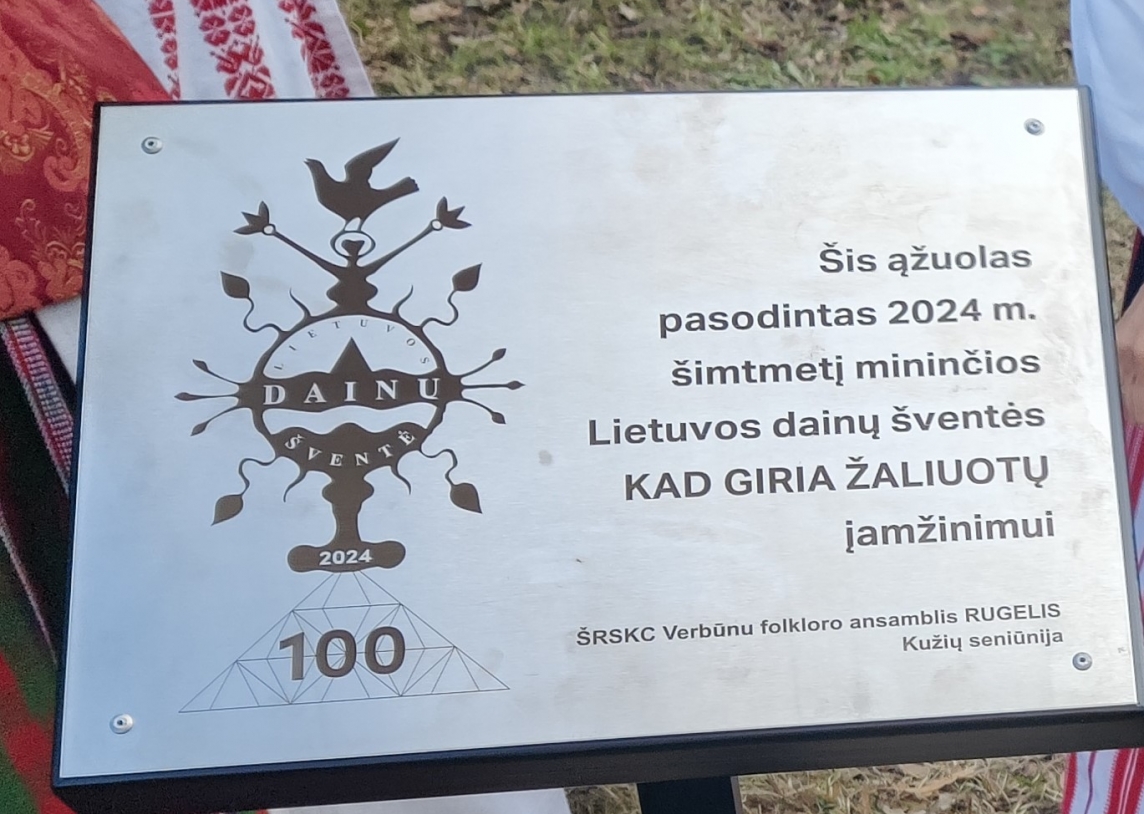 LIETUVOS
DAINŲ
ŠVENTĖ
2024
100
Šis ąžuolas
pasodintas 2024 m.
šimtmetį mininčios
Lietuvos dainų šventės
KAD GIRIA ŽALIUOTŲ
įamžinimui
ŠRSKC Verbūnu folkloro ansamblis RUGELIS
Kužių seniūnija